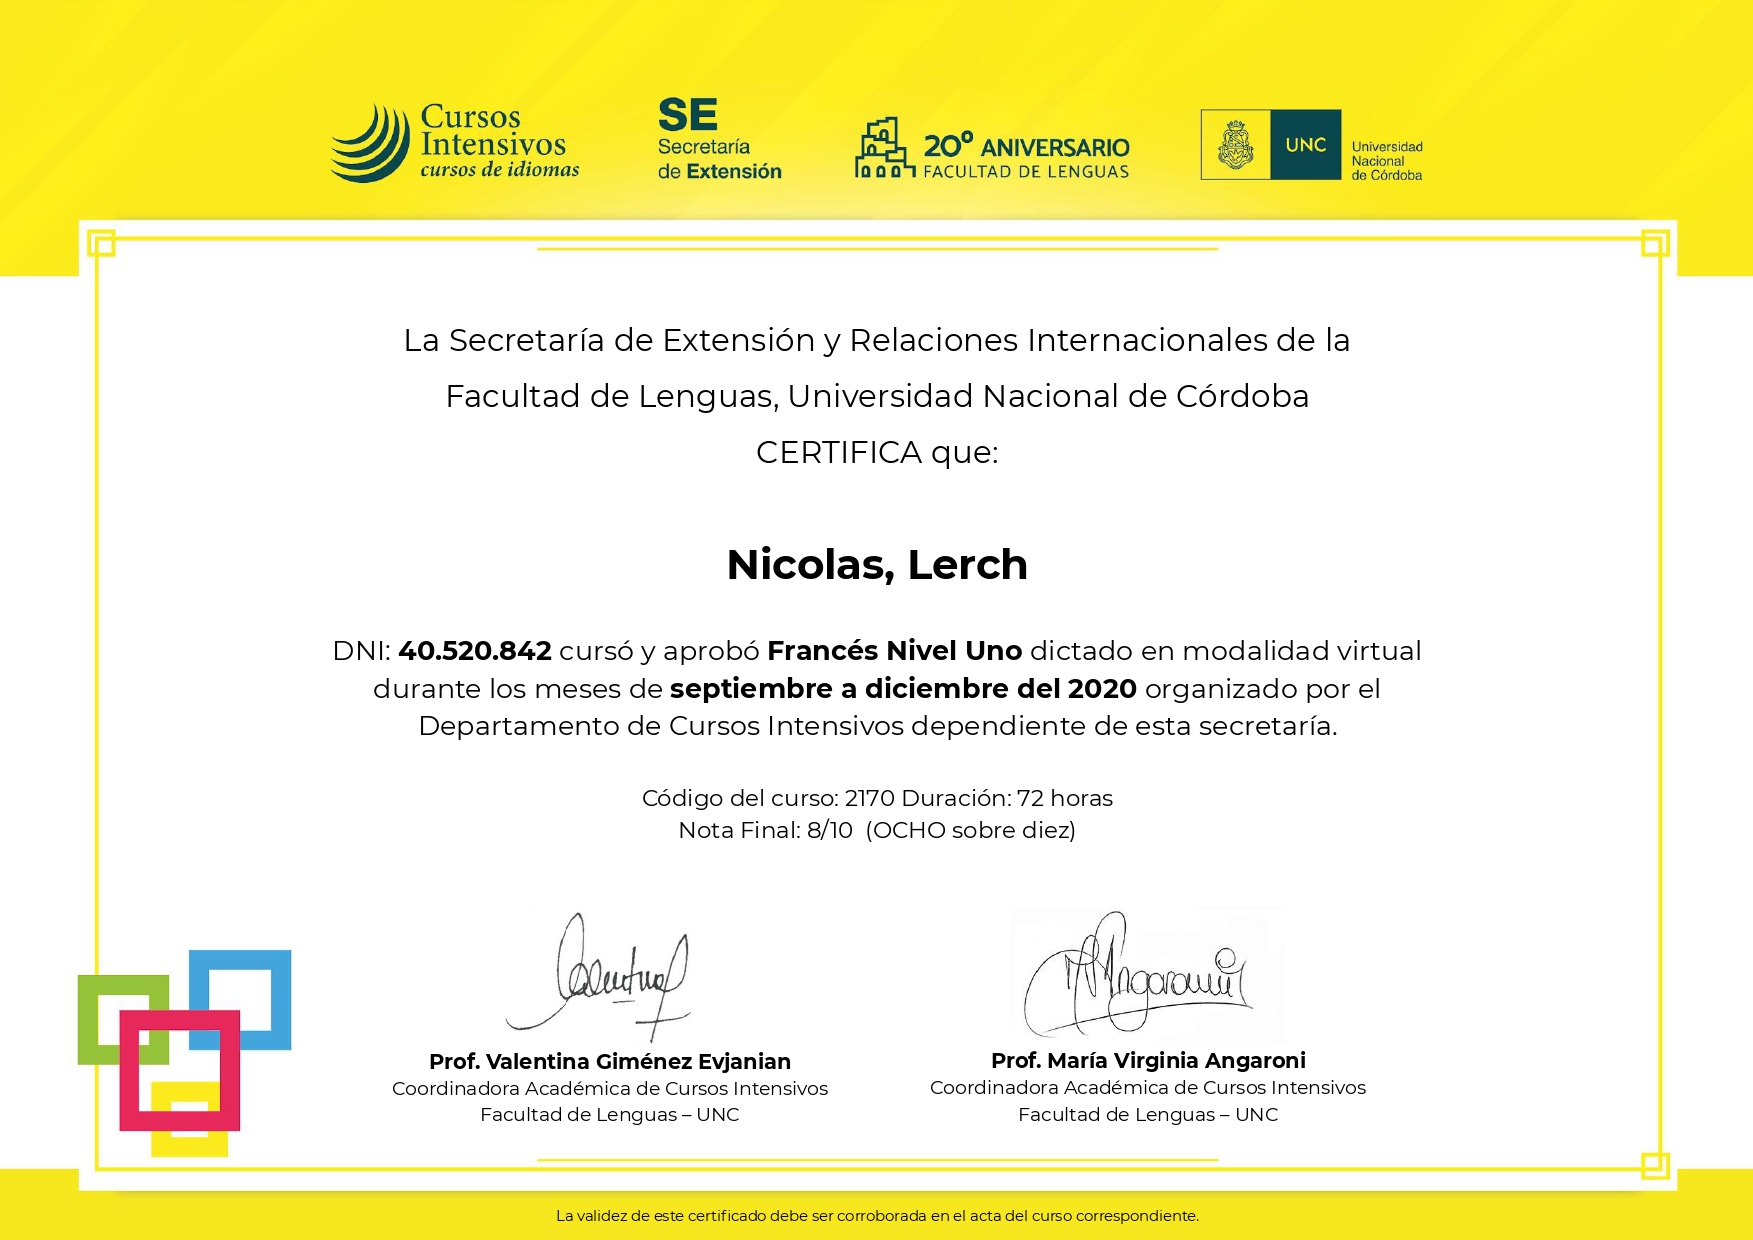 Cursos
Intensivos
cursos de idiomas
SE
Secretaría
de Extensión
20º ANIVERSARIO
FACULTAD DE LENGUAS
UNC
Universidad
Nacional
de Córdoba
La Secretaría de Extensión y Relaciones Internacionales de la
Facultad de Lenguas, Universidad Nacional de Córdoba
CERTIFICA que:
Nicolas, Lerch
DNI: 40.520.842 cursó y aprobó Francés Nivel Uno dictado en modalidad virtual
durante los meses de septiembre a diciembre del 2020 organizado por el
Departamento de Cursos Intensivos dependiente de esta secretaría.
Código del curso: 2170 Duración: 72 horas
Nota Final: 8/10 (OCHO sobre diez)
Valentina
MVAngaroni
Prof. Valentina Giménez Evjanian
Coordinadora Académica de Cursos Intensivos
Facultad de Lenguas – UNC
Prof. María Virginia Angaroni
Coordinadora Académica de Cursos Intensivos
Facultad de Lenguas – UNC
La validez de este certificado debe ser corroborada en el acta del curso correspondiente.